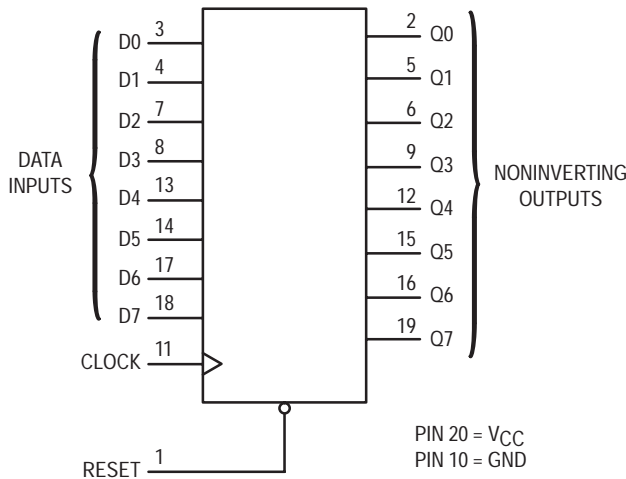 D0 3
D1 4
D2 7
D3 8
D4 13
D5 14
D6 17
D7 18
DATA
INPUTS
CLOCK 11
RESET 1
2 Q0
5 Q1
6 Q2
9 Q3
12 Q4
15 Q5
16 Q6
19 Q7
NONINVERTING
OUTPUTS
PIN 20 = VCC
PIN 10 = GND